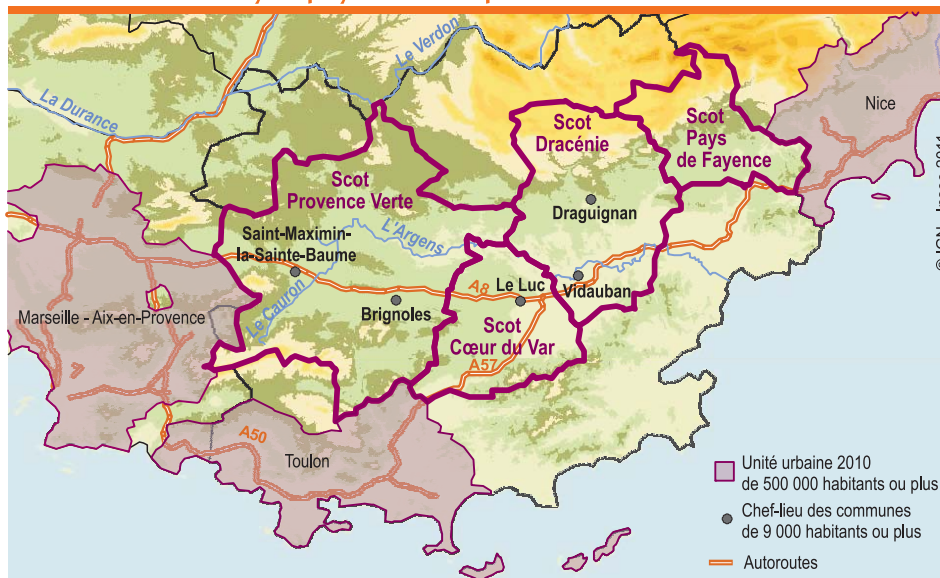 Le Verdon
La Durance
Nice
Scot
Dracénie
Scot
Pays
de Fayence
Scot
Provence Verte
Draguignan
Saint-Maximin-
la-Sainte-Baume
L'Argens
Le Cauron
A8
Le Luc
Vidauban
Brignoles
Marseille - Aix-en-Provence
Scot
Cœur du Var
A57
A50
Toulon
Unité urbaine 2010
de 500 000 habitants ou plus
Chef-lieu des communes
de 9 000 habitants ou plus
Autoroutes